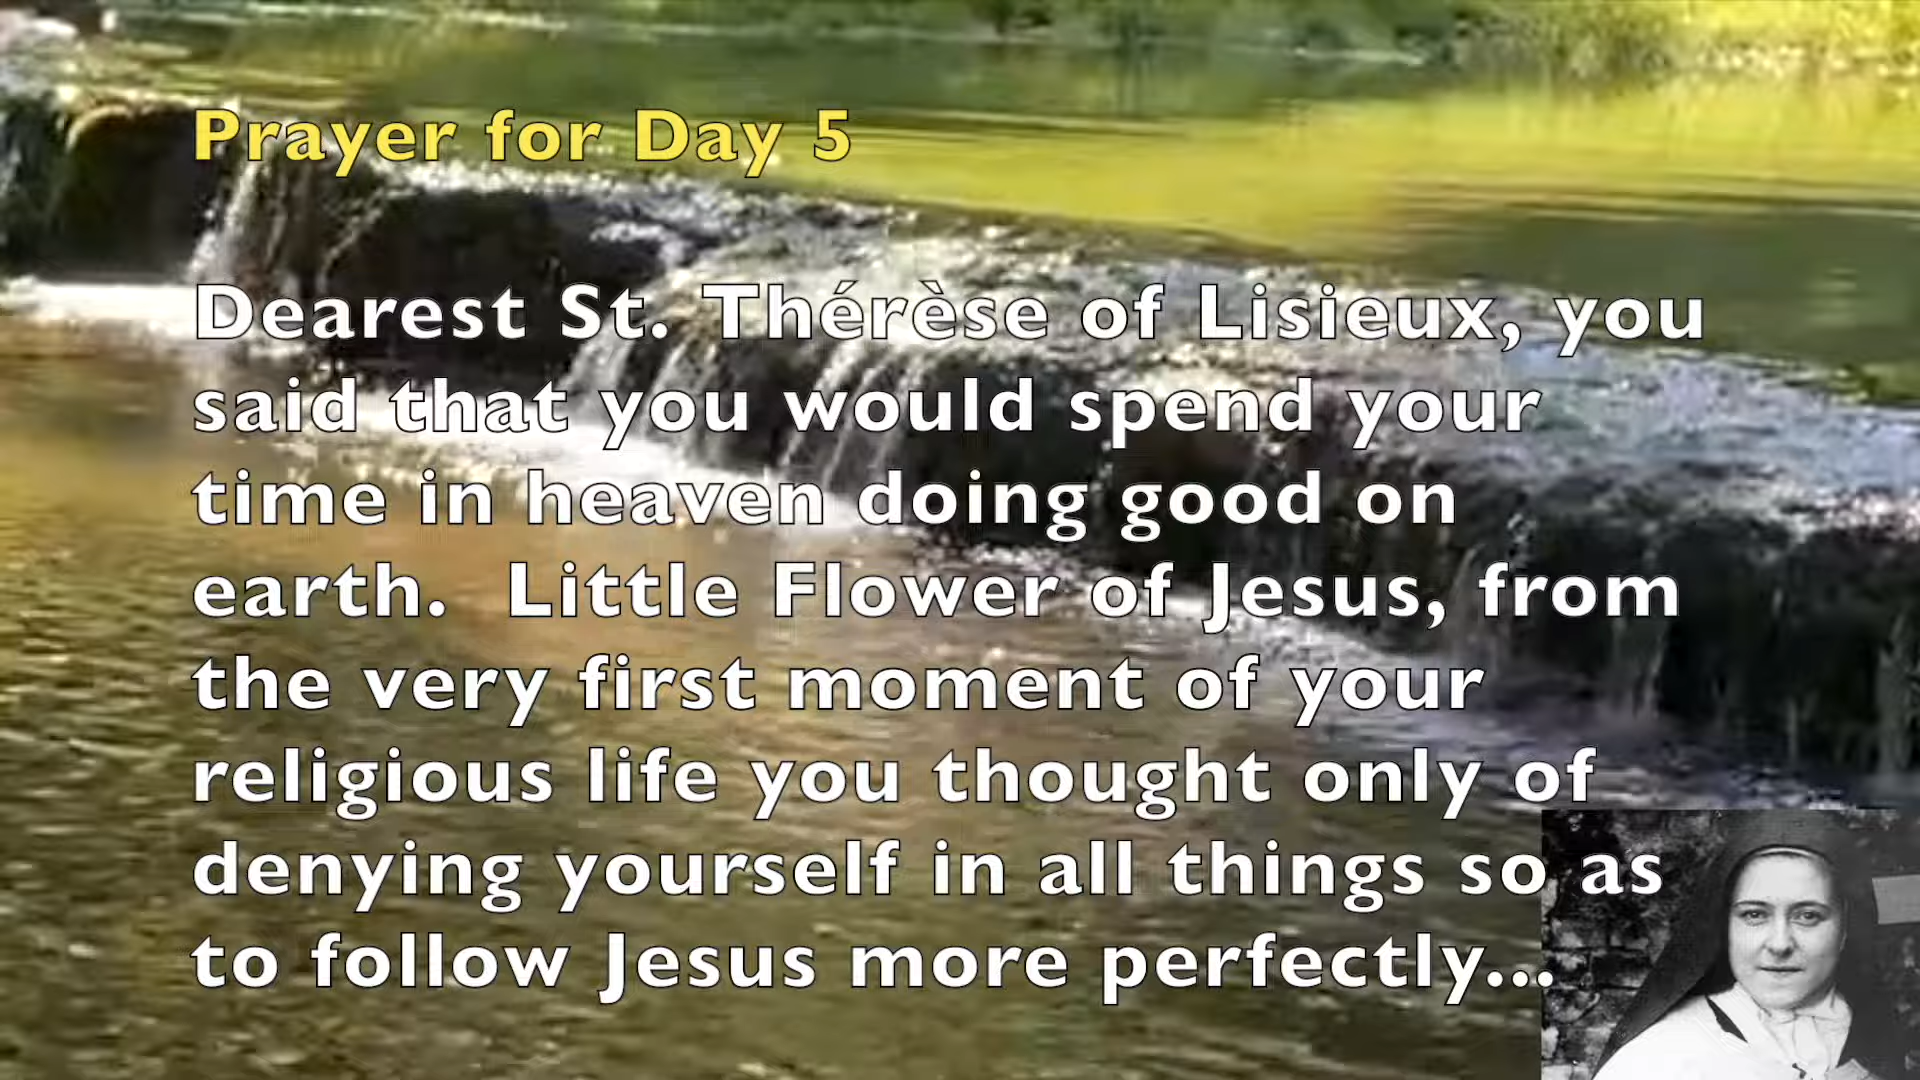 Prayer for Day 5
Dearest St. Thérèse of Lisieux, you
said that you would spend your
time in heaven doing good on
earth.  Little Flower of Jesus, from
the very first moment of your
religious life you thought only of
denying yourself in all things so as
to follow Jesus more perfectly...